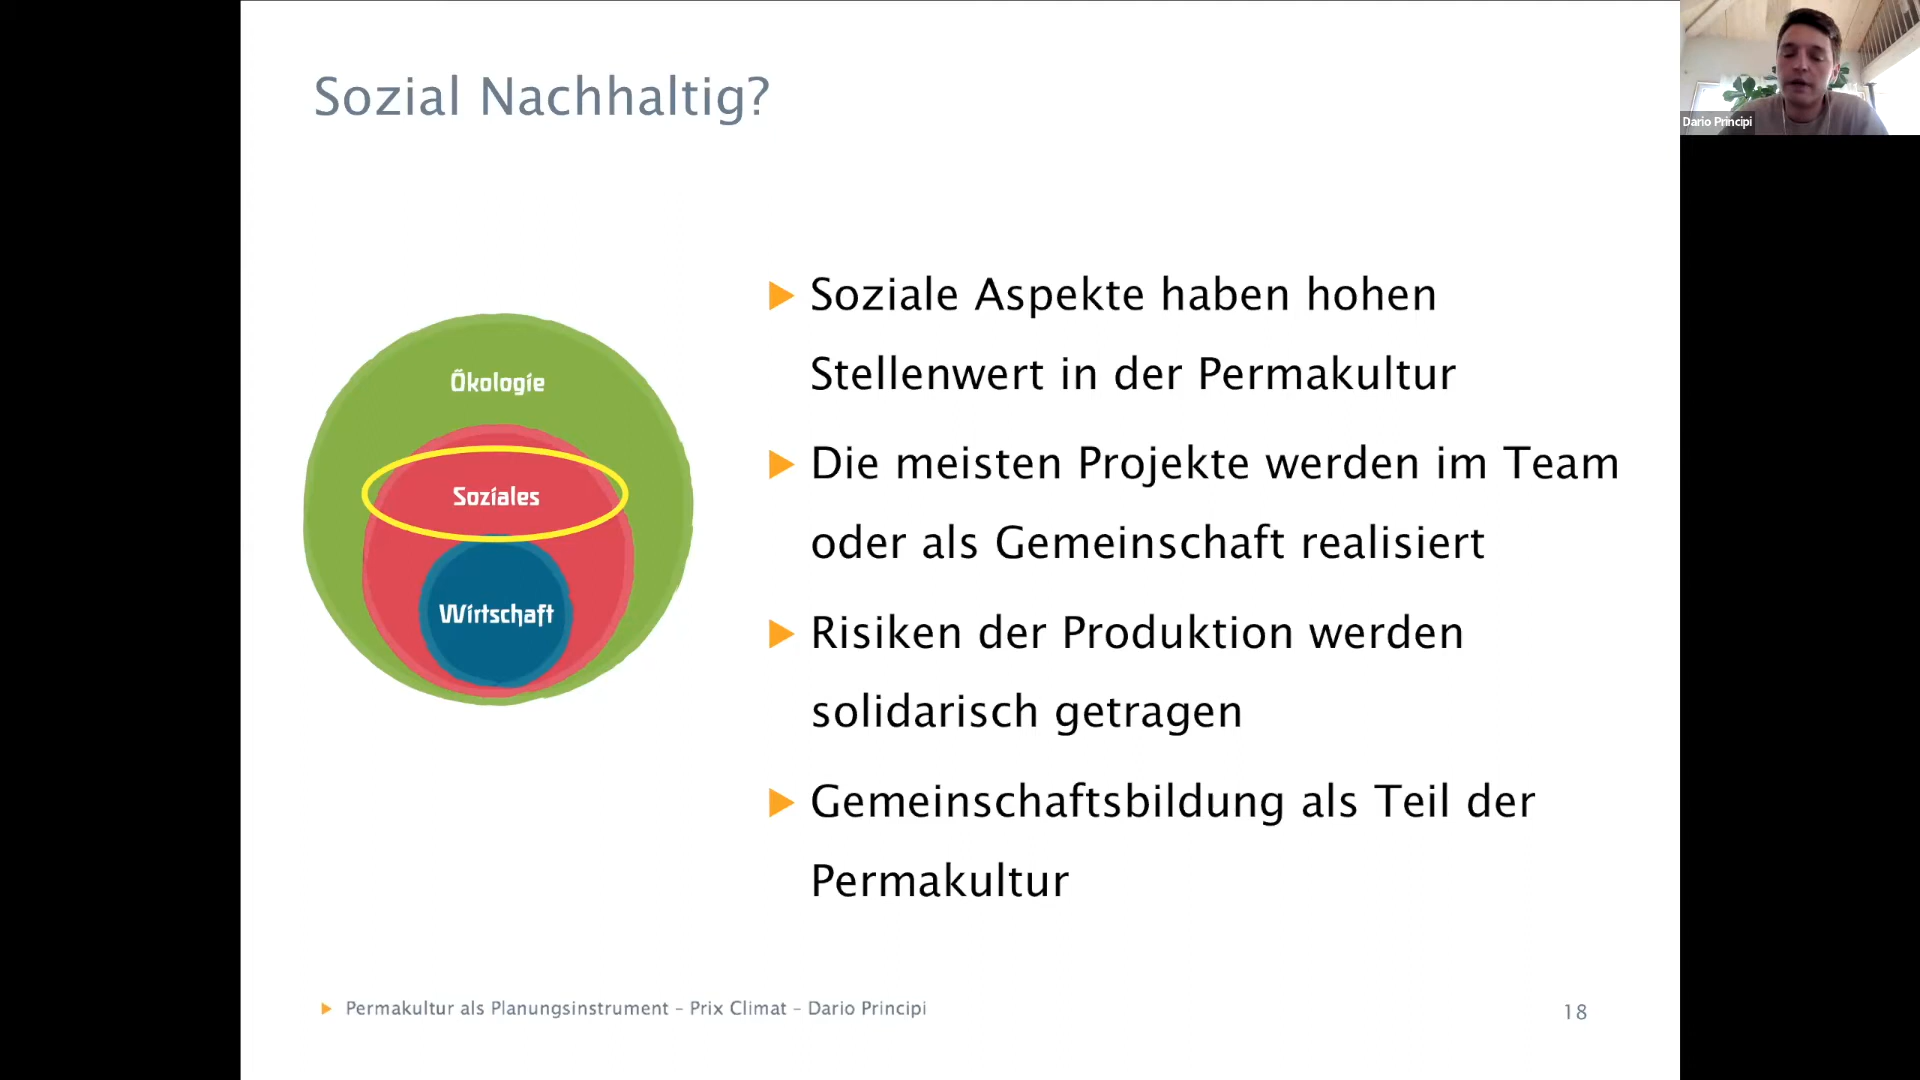 Sozial Nachhaltig?
Dario Principi
Ökologie
Soziales
Wirtschaft
Soziale Aspekte haben hohen
Stellenwert in der Permakultur
Die meisten Projekte werden im Team
oder als Gemeinschaft realisiert
Risiken der Produktion werden
solidarisch getragen
Gemeinschaftsbildung als Teil der
Permakultur
Permakultur als Planungsinstrument – Prix Climat – Dario Principi
18